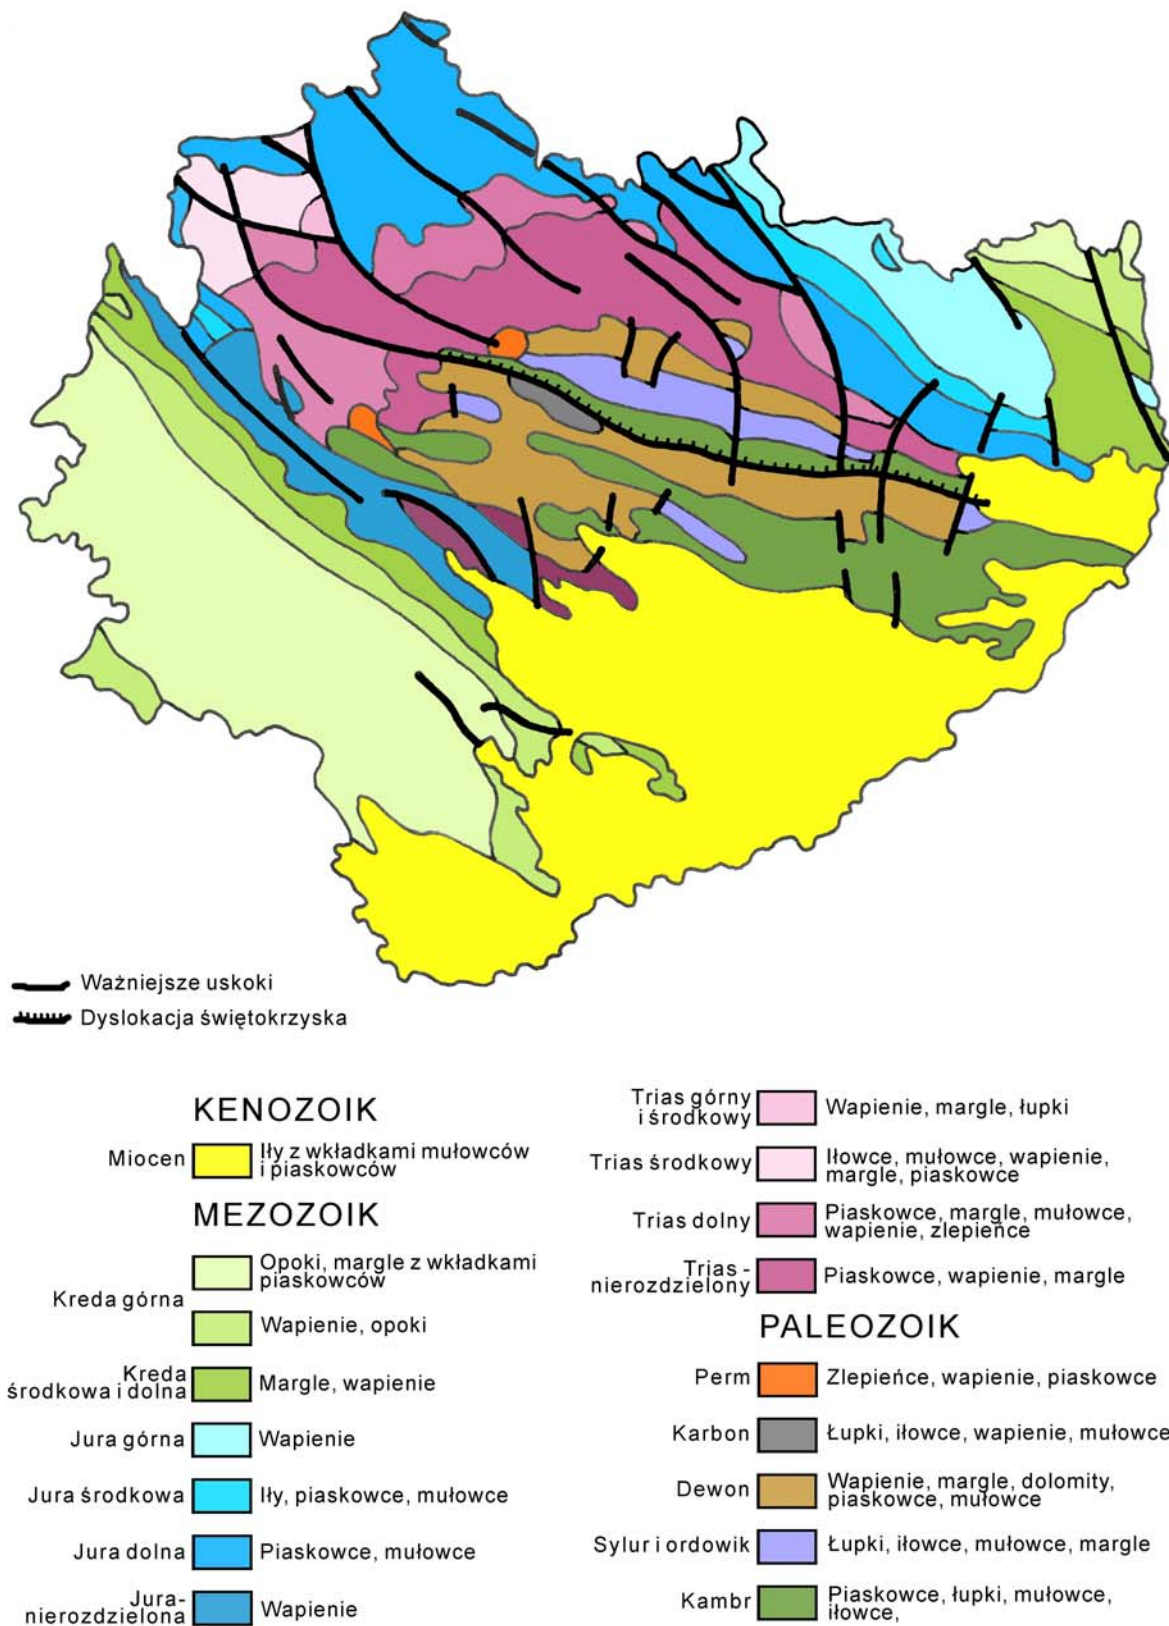 Ważniejsze uskoki
Dyslokacja świętokrzyska
KENOZOIK
Miocen
Iły z wkładkami mułowców
i piaskowców
MEZOZOIK
Kreda górna
Opoki, margle z wkładkami
piaskowców
Wapienie, opoki
Kreda
środkowa i dolna
Margle, wapienie
Jura górna
Wapienie
Jura środkowa
Iły, piaskowce, mułowce
Jura dolna
Piaskowce, mułowce
Jura-
nierozdzielona
Wapienie
Trias górny
i środkowy
Wapienie, margle, łupki
Trias środkowy
Iłowce, mułowce, wapienie,
margle, piaskowce
Trias dolny
Piaskowce, margle, mułowce,
wapienie, zlepieńce
Trias -
nierozdzielony
Piaskowce, wapienie, margle
PALEOZOIK
Perm
Zlepieńce, wapienie, piaskowce
Karbon
Łupki, iłowce, wapienie, mułowce
Dewon
Wapienie, margle, dolomity,
piaskowce, mułowce
Sylur i ordowik
Łupki, iłowce, mułowce, margle
Kambr
Piaskowce, łupki, mułowce,
iłowce,